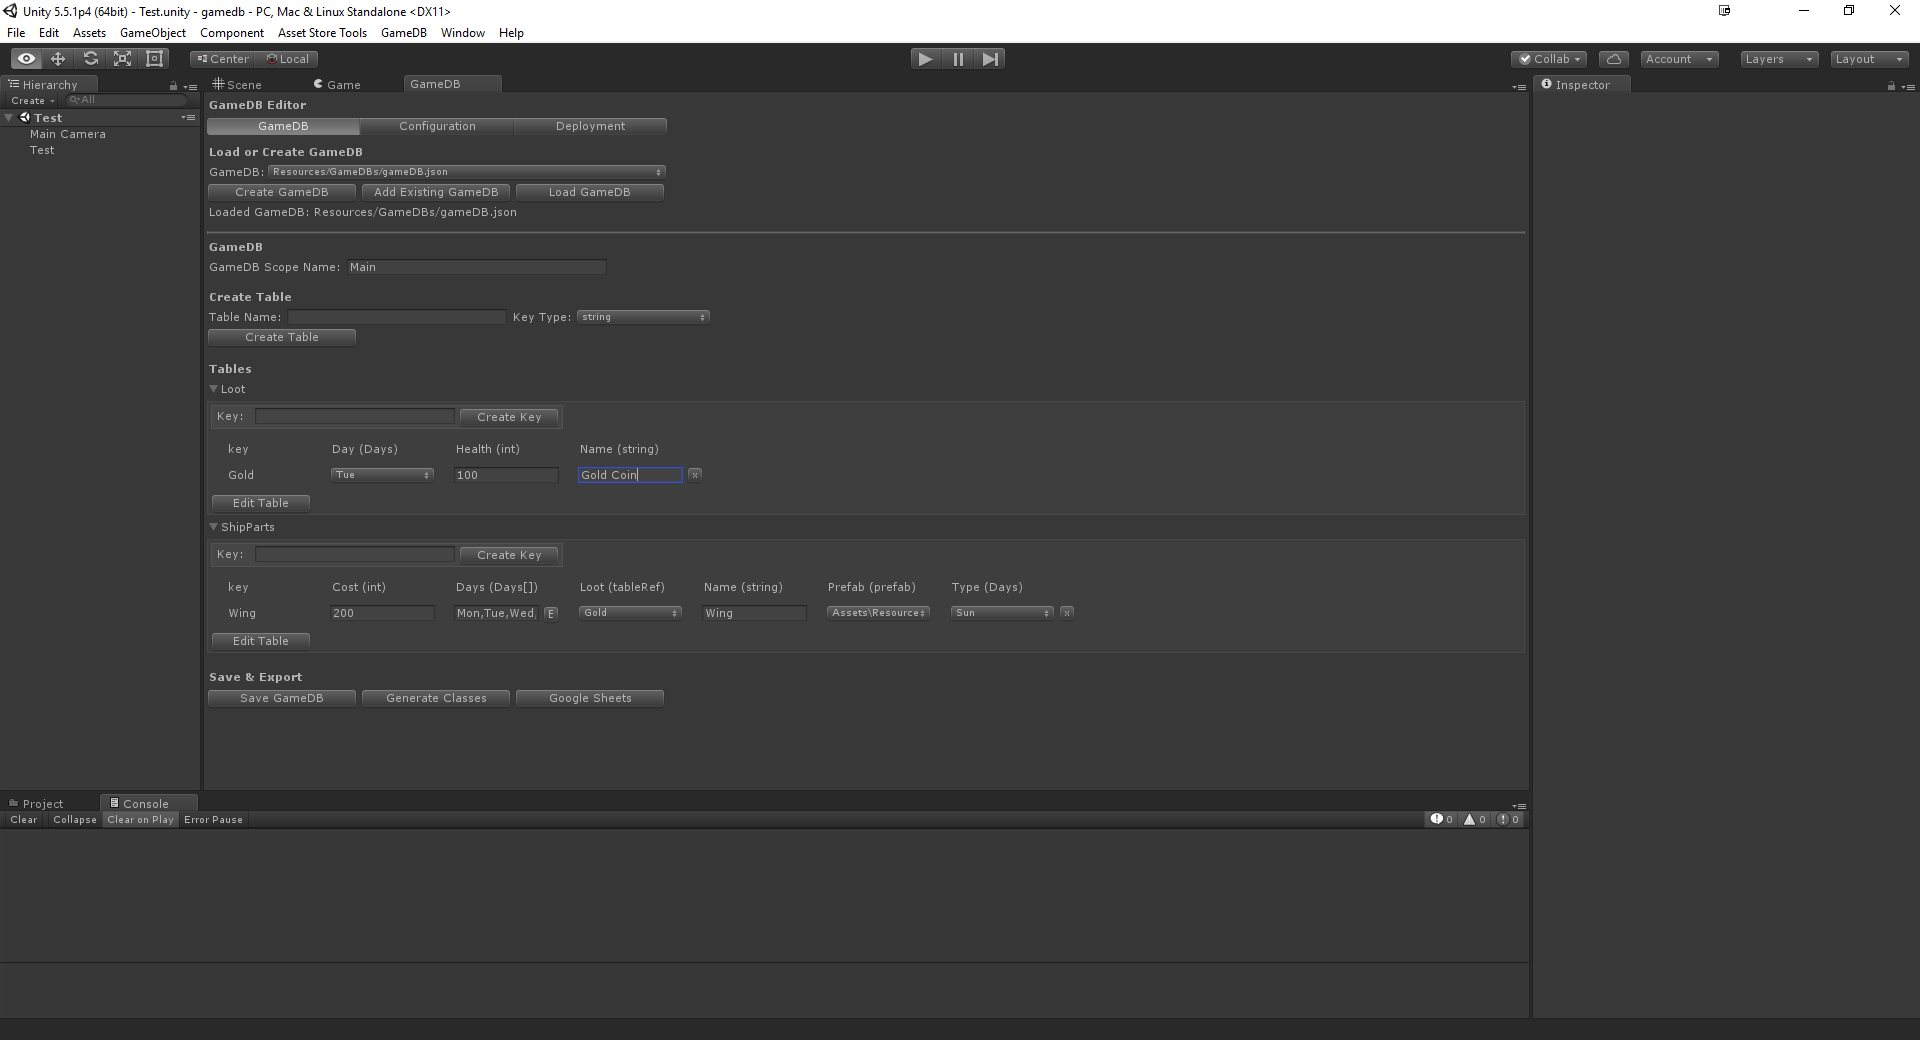 Unity 5.5.1p4 (64bit) - Test.unity - gamedb - PC, Mac & Linux Standalone <DX11>
File Edit Assets GameObject Component Asset Store Tools GameDB Window Help
Center Local Collab Account Layers Layout
Hierarchy Scene Game GameDB Inspector
Create All
Test
Main Camera
Test
GameDB Editor
GameDB Configuration Deployment
Load or Create GameDB
GameDB: Resources/GameDBs/gameDB.json
Create GameDB Add Existing GameDB Load GameDB
Loaded GameDB: Resources/GameDBs/gameDB.json
GameDB
GameDB Scope Name: Main
Create Table
Table Name: Key Type: string
Create Table
Tables
Loot
Key: Create Key
key Day (Days) Health (int) Name (string)
Gold Tue 100 Gold Coin x
Edit Table
ShipParts
Key: Create Key
key Cost (int) Days (Days[]) Loot (tableRef) Name (string) Prefab (prefab) Type (Days)
Wing 200 Mon,Tue,Wed, E Gold Wing Assets\Resource Sun x
Edit Table
Save & Export
Save GameDB Generate Classes Google Sheets
Project Console
Clear Collapse Clear on Play Error Pause 0 0 0